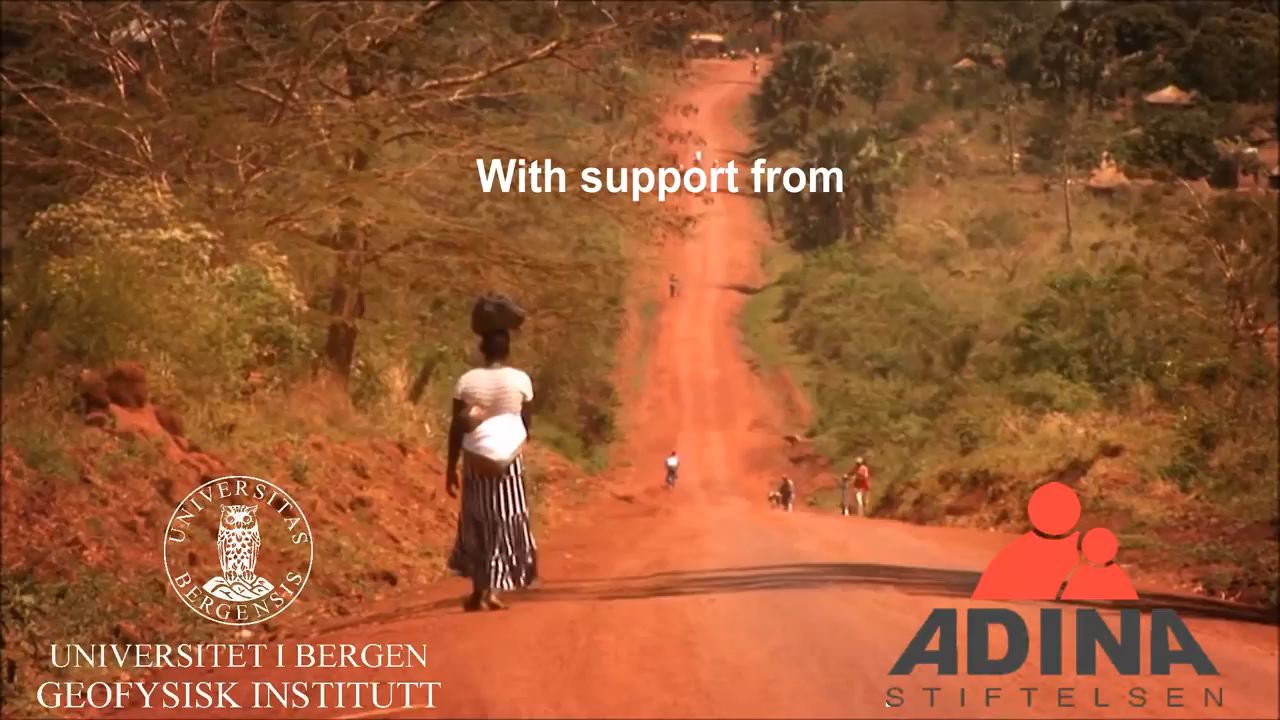 With support from
UNIVERSITAS
BERGENSIS
UNIVERSITET I BERGEN
GEOFYSISK INSTITUTT
ADINA
STIFTELSEN